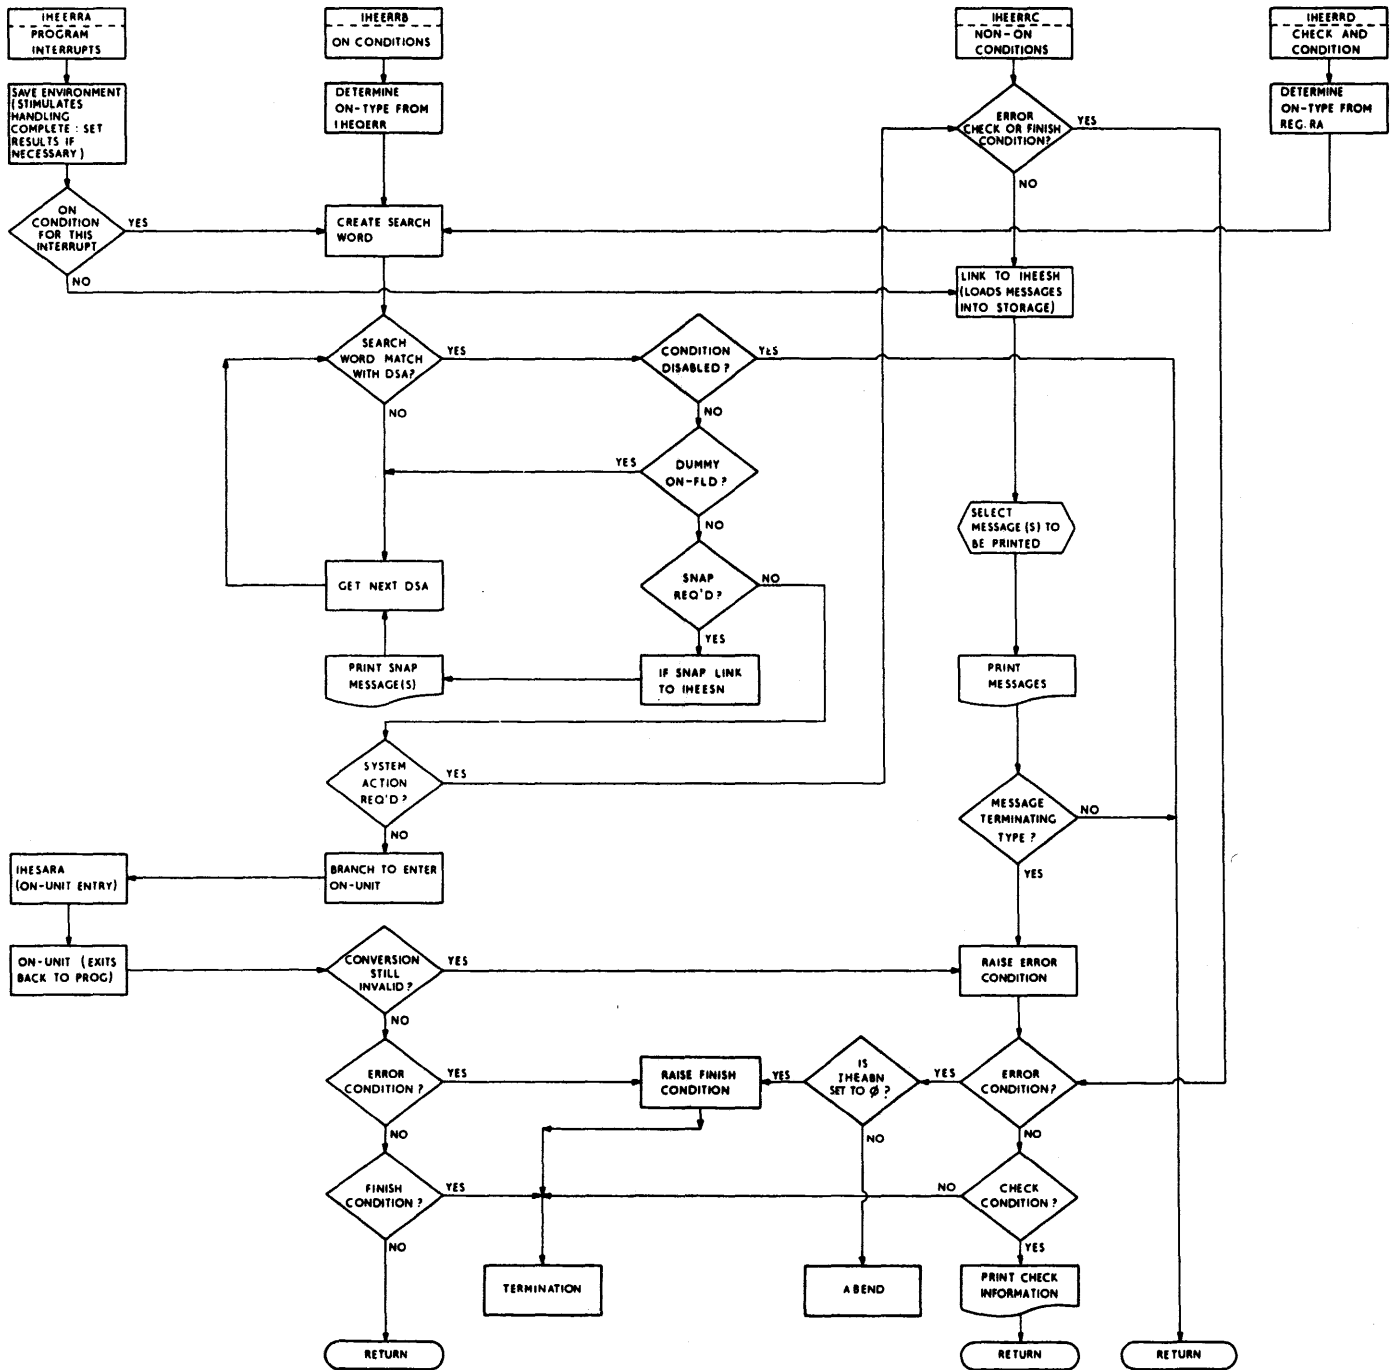 IHEERRA
PROGRAM
INTERRUPTS
IHEERRB
ON CONDITIONS
IHEERRC
NON-ON
CONDITIONS
IHEERRD
CHECK AND
CONDITION
SAVE ENVIRONMENT
(STIMULATES
HANDLING
COMPLETE : SET
RESULTS IF
NECESSARY)
DETERMINE
ON-TYPE FROM
IHEQERR
ERROR
CHECK OR FINISH
CONDITION?
YES
NO
DETERMINE
ON-TYPE FROM
REG. RA
ON
CONDITION
FOR THIS
INTERRUPT
YES
NO
CREATE SEARCH
WORD
LINK TO IHEESH
(LOADS MESSAGES
INTO STORAGE)
SEARCH
WORD MATCH
WITH DSA?
YES
NO
CONDITION
DISABLED ?
YES
NO
DUMMY
ON-FLD ?
YES
NO
SELECT
MESSAGE (S) TO
BE PRINTED
GET NEXT DSA
SNAP
REQ'D ?
NO
YES
PRINT SNAP
MESSAGE(S)
IF SNAP LINK
TO IHEESN
PRINT
MESSAGES
SYSTEM
ACTION
REQ'D ?
YES
NO
MESSAGE
TERMINATING
TYPE ?
NO
YES
IHESARA
(ON-UNIT ENTRY)
BRANCH TO ENTER
ON-UNIT
ON-UNIT (EXITS
BACK TO PROG)
CONVERSION
STILL
INVALID ?
YES
NO
RAISE ERROR
CONDITION
ERROR
CONDITION ?
YES
NO
RAISE FINISH
CONDITION
YES
IS
IHEABN
SET TO Ø ?
NO
YES
ERROR
CONDITION?
NO
FINISH
CONDITION ?
YES
NO
NO
CHECK
CONDITION ?
YES
TERMINATION
ABEND
PRINT CHECK
INFORMATION
RETURN
RETURN
RETURN